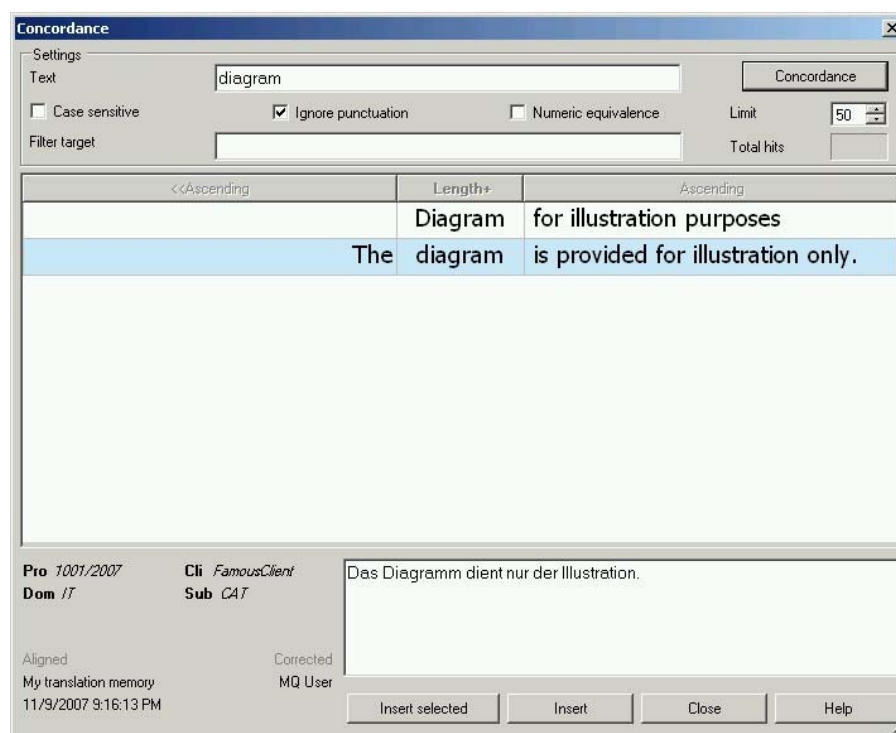 Concordance
Settings
Text diagram Concordance
Case sensitive Ignore punctuation Numeric equivalence Limit 50
Filter target Total hits
<<Ascending Length+ Ascending
Diagram for illustration purposes
The diagram is provided for illustration only.
Pro 1001/2007 Cli FamousClient Das Diagramm dient nur der Illustration.
Dom IT Sub CAT
Aligned Corrected
My translation memory MQ User
11/9/2007 9:16:13 PM Insert selected Insert Close Help